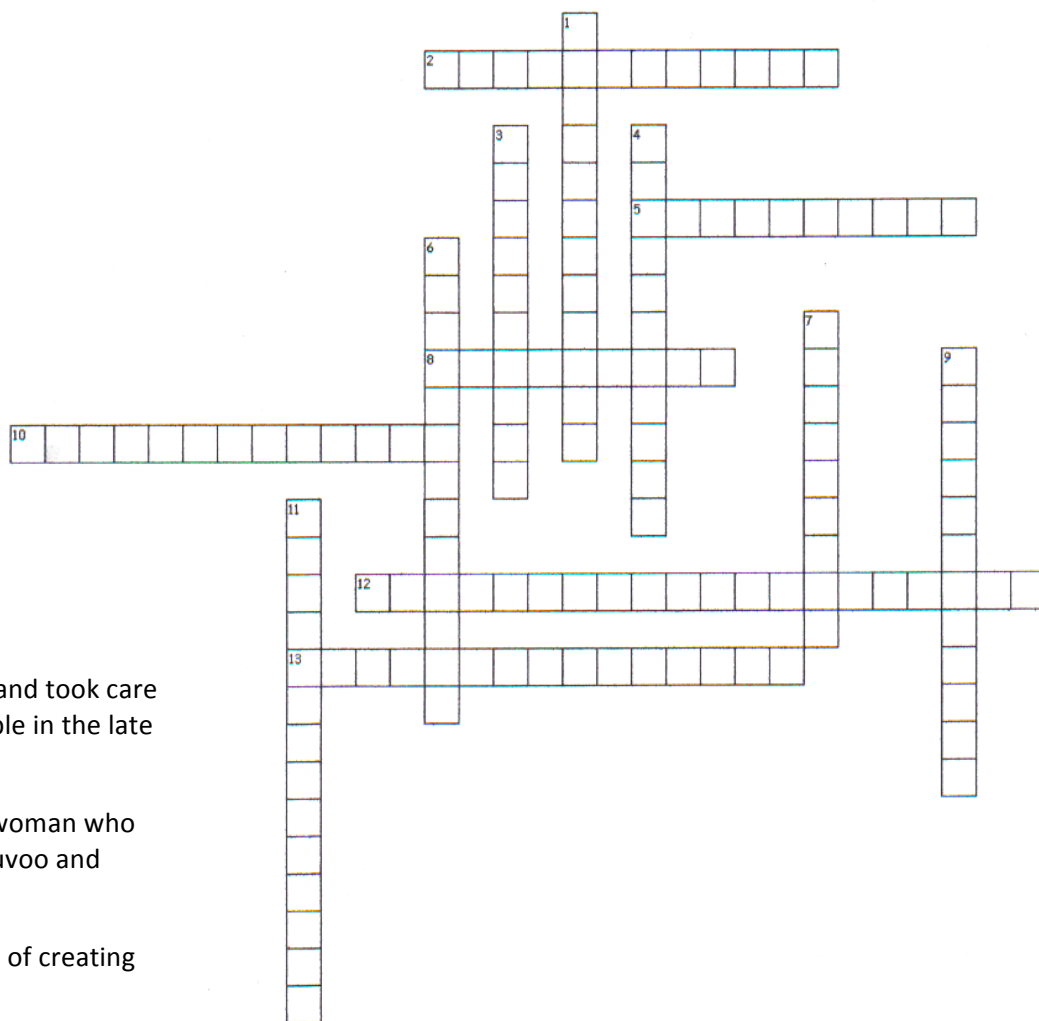 1
2
3
4
5
6
7
8
9
10
11
12
13
and took care
ple in the late
woman who
uvoo and
of creating